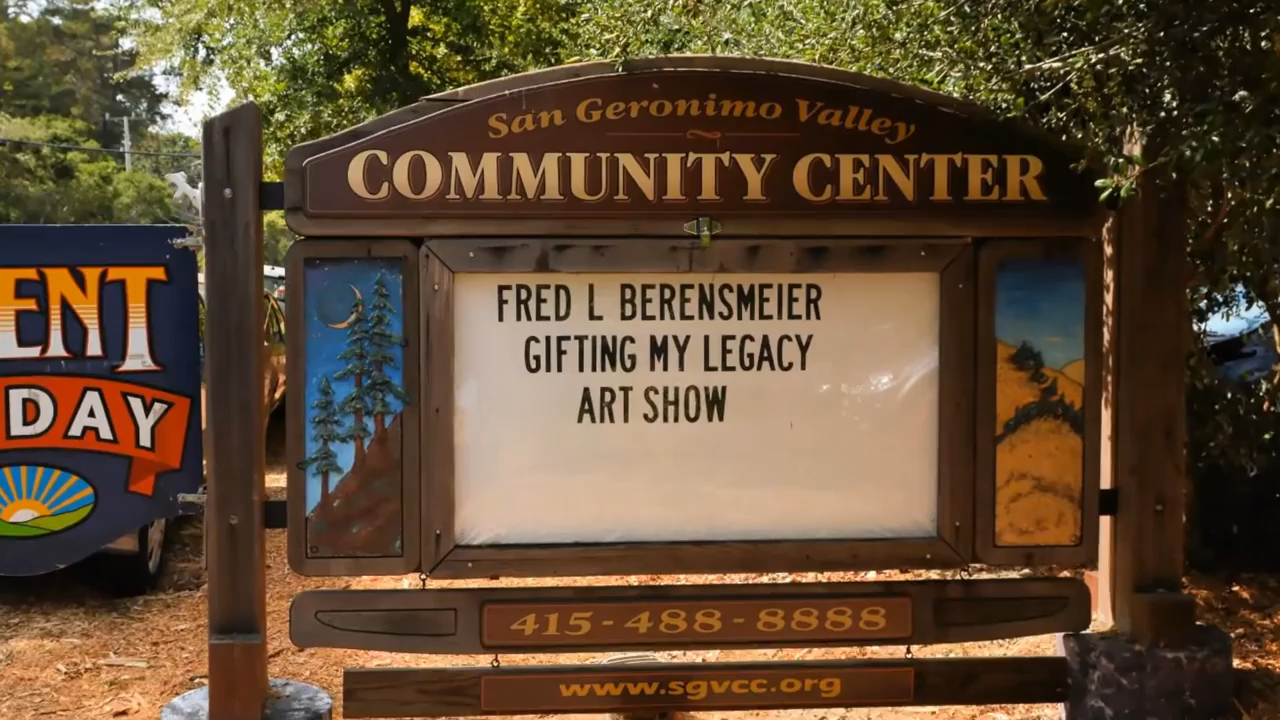 San Geronimo Valley
COMMUNITY CENTER
FRED L BERENSMEIER
GIFTING MY LEGACY
ART SHOW
415-488-8888
www.sgvcc.org
ENT
DAY